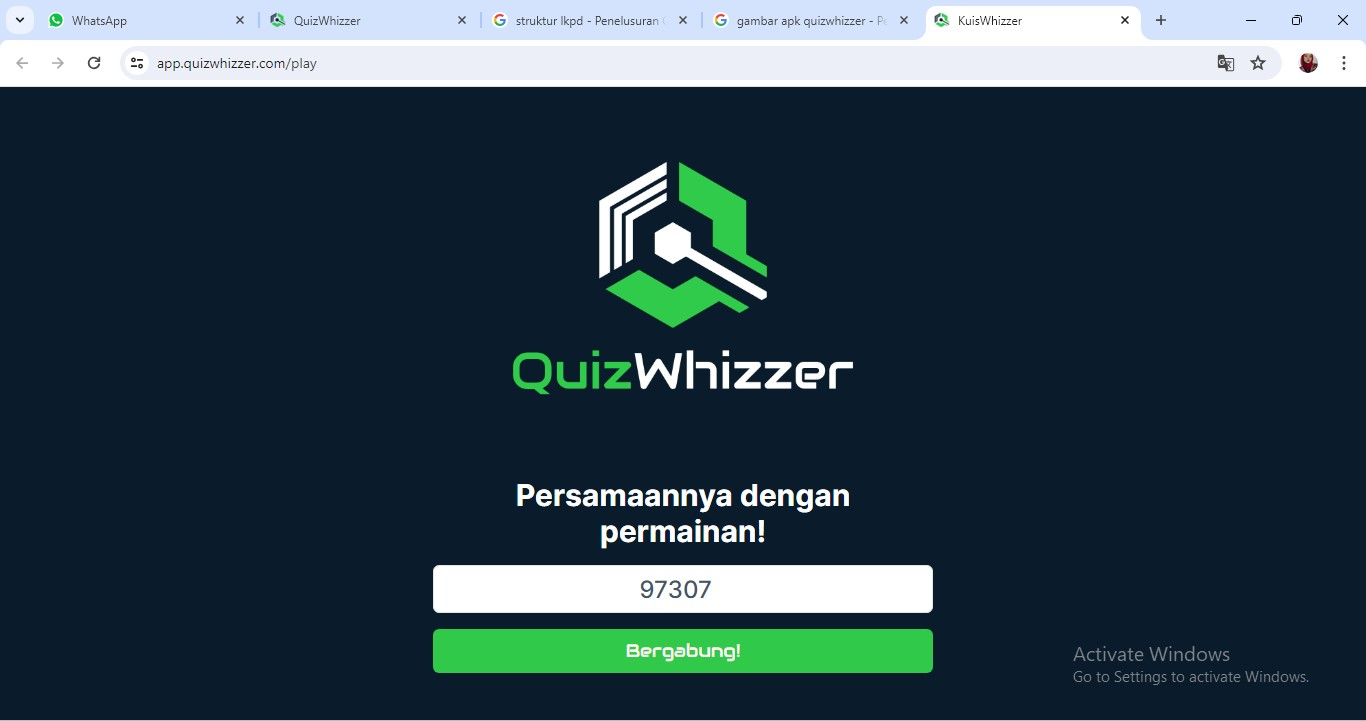 WhatsApp
QuizWhizzer
struktur lkpd - Penelusuran
gambar apk quizwhizzer - Pe
KuisWhizzer
app.quizwhizzer.com/play
QuizWhizzer
Persamaannya dengan
permainan!
97307
Bergabung!
Activate Windows
Go to Settings to activate Windows.